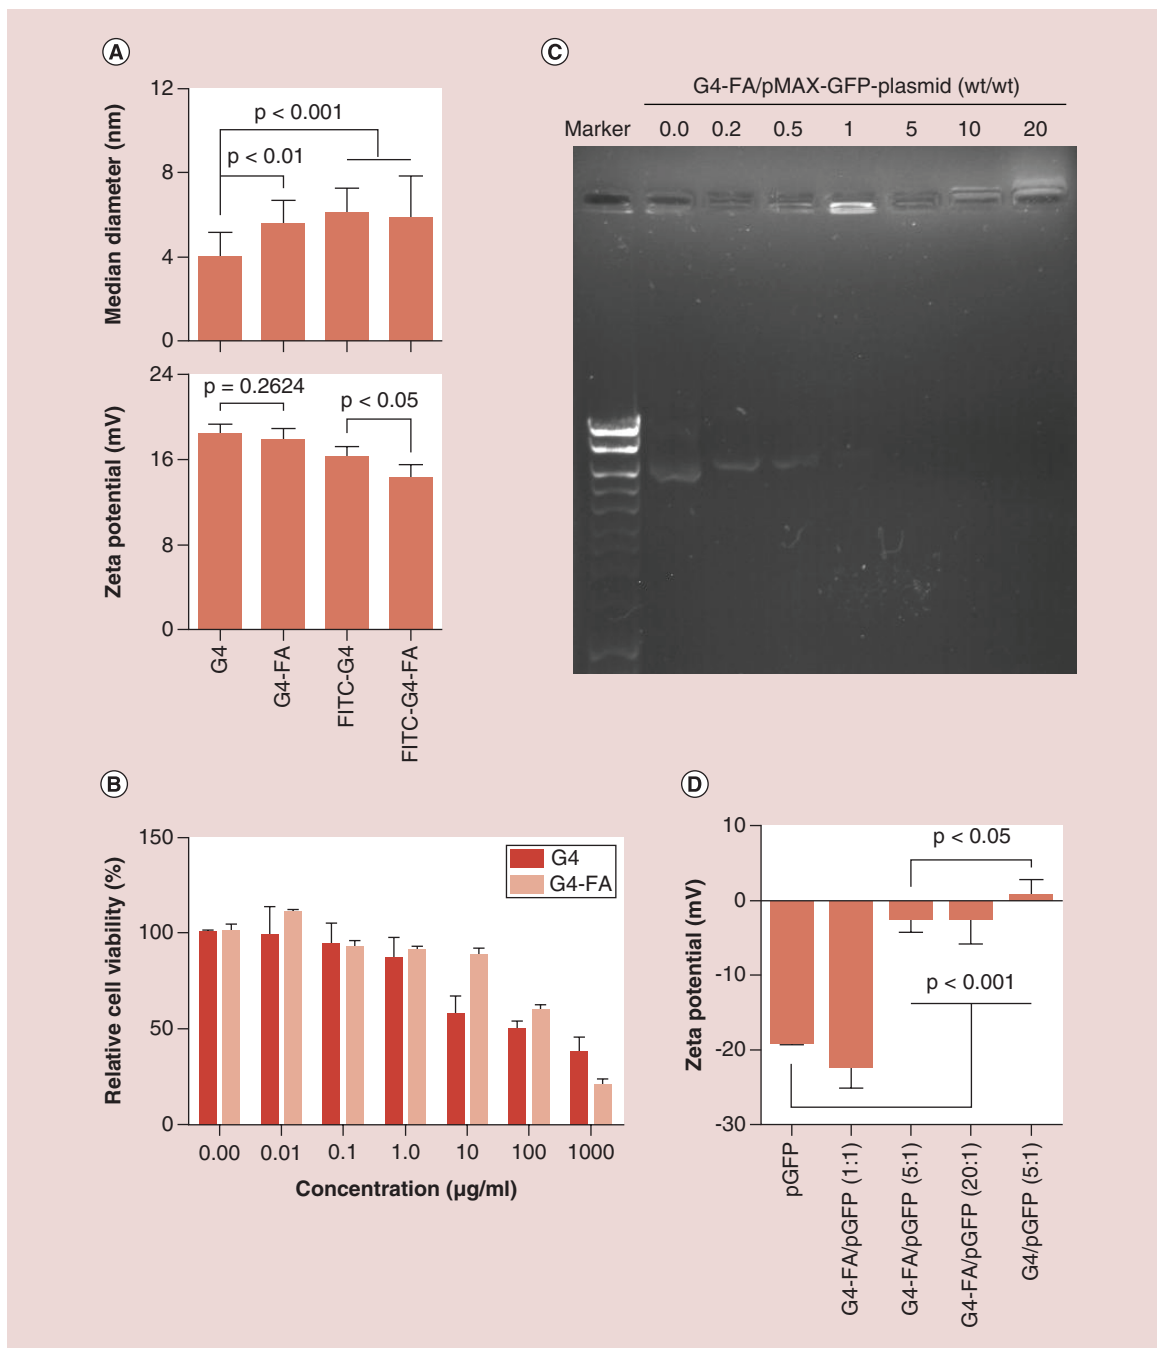 A
Median diameter (nm)
12
8
4
0
p < 0.001
p < 0.01
Zeta potential (mV)
24
16
8
0
p = 0.2624
p < 0.05
G4
G4-FA
FITC-G4
FITC-G4-FA
C
G4-FA/pMAX-GFP-plasmid (wt/wt)
Marker 0.0 0.2 0.5 1 5 10 20
B
Relative cell viability (%)
150
100
50
0
G4
G4-FA
0.00 0.01 0.1 1.0 10 100 1000
Concentration (µg/ml)
D
Zeta potential (mV)
10
0
-10
-20
-30
p < 0.05
p < 0.001
pGFP
G4-FA/pGFP (1:1)
G4-FA/pGFP (5:1)
G4-FA/pGFP (20:1)
G4/pGFP (5:1)